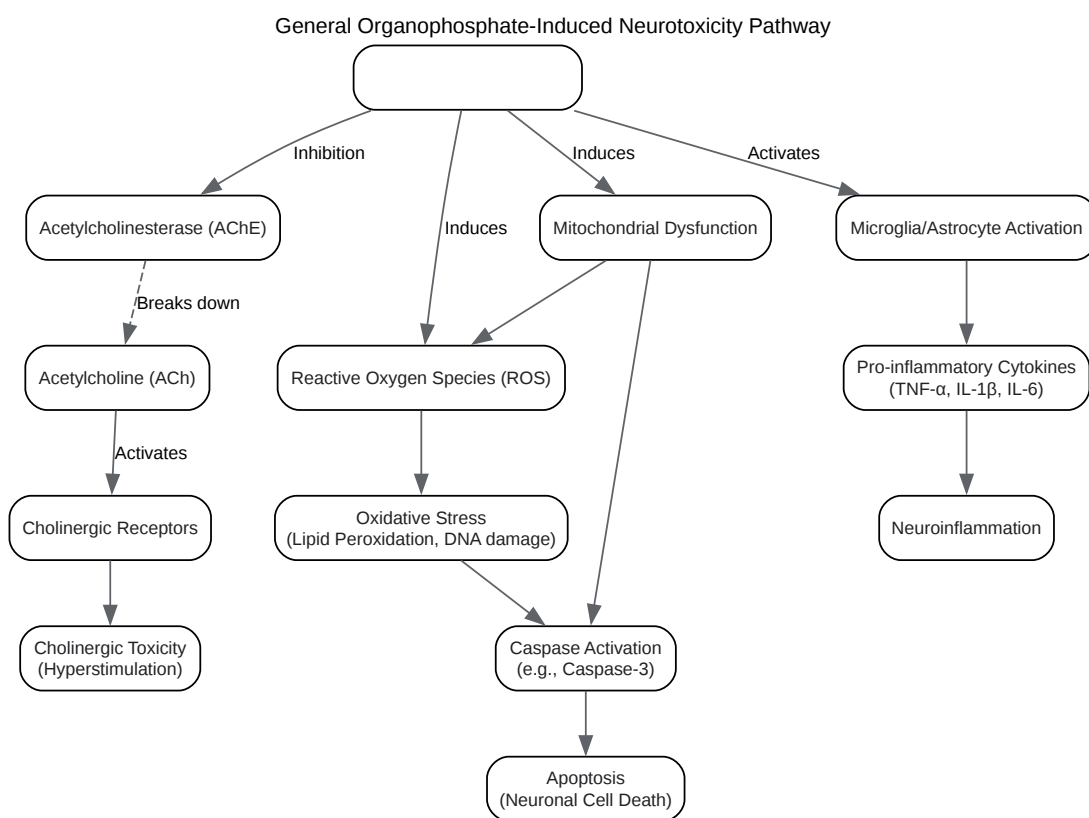 General Organophosphate-Induced Neurotoxicity Pathway
Inhibition
Induces
Activates
Acetylcholinesterase (AChE)
Induces
Mitochondrial Dysfunction
Microglia/Astrocyte Activation
Breaks down
Acetylcholine (ACh)
Reactive Oxygen Species (ROS)
Pro-inflammatory Cytokines
(TNF-α, IL-1β, IL-6)
Activates
Cholinergic Receptors
Oxidative Stress
(Lipid Peroxidation, DNA damage)
Neuroinflammation
Cholinergic Toxicity
(Hyperstimulation)
Caspase Activation
(e.g., Caspase-3)
Apoptosis
(Neuronal Cell Death)